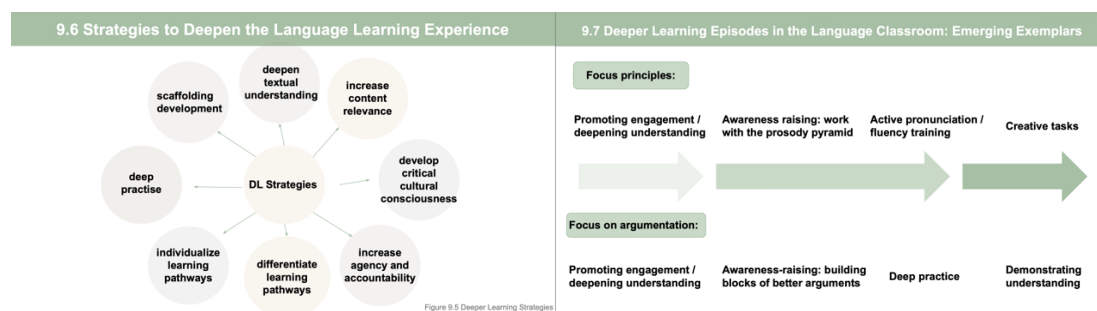 9.6 Strategies to Deepen the Language Learning Experience
deepen
textual
understanding
increase
content
relevance
scaffolding
development
develop
critical
cultural
consciousness
DL Strategies
deep
practise
individualize
learning
pathways
differentiate
learning
pathways
increase
agency and
accountability
Figure 9.5 Deeper Learning Strategies
9.7 Deeper Learning Episodes in the Language Classroom: Emerging Exemplars
Focus principles:
Promoting engagement /
deepening understanding
Awareness raising: work
with the prosody pyramid
Active pronunciation /
fluency training
Creative tasks
Focus on argumentation:
Promoting engagement /
deepening understanding
Awareness-raising: building
blocks of better arguments
Deep practice
Demonstrating
understanding